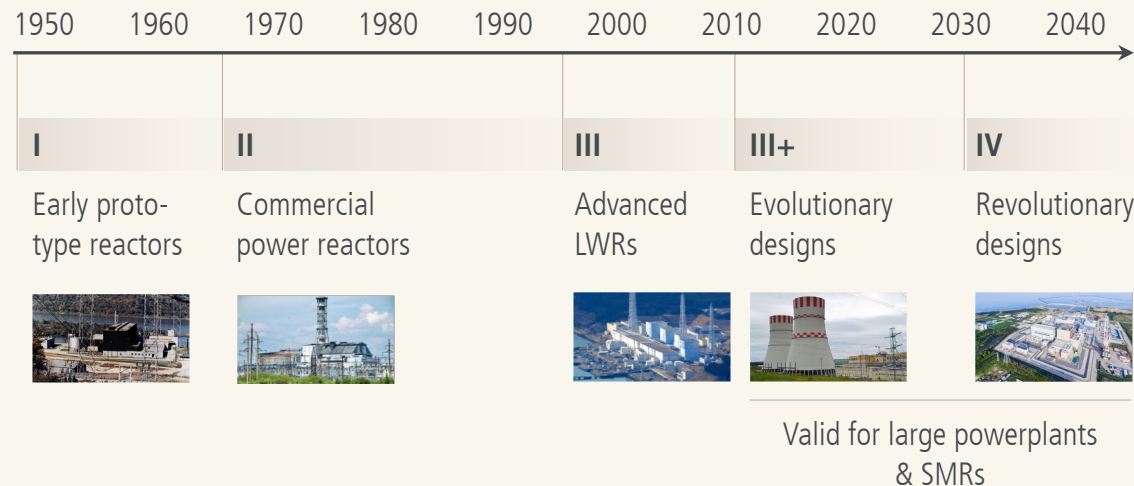 1950 1960 1970 1980 1990 2000 2010 2020 2030 2040
I II III III+ IV
Early proto-
type reactors
Commercial
power reactors
Advanced
LWRs
Evolutionary
designs
Revolutionary
designs
Valid for large powerplants
& SMRs